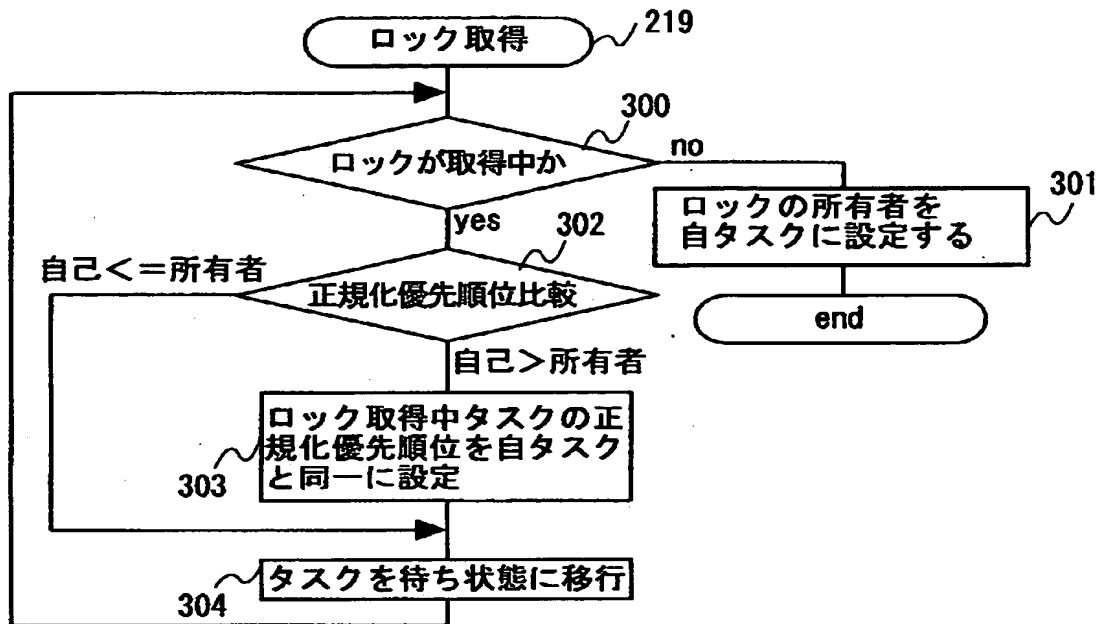 ロック取得
219
300
ロックが取得中か
no
301
ロックの所有者を
自タスクに設定する
yes
302
自己<=所有者
正規化優先順位比較
end
自己>所有者
ロック取得中タスクの正
規化優先順位を自タスク
と同一に設定
303
タスクを待ち状態に移行
304